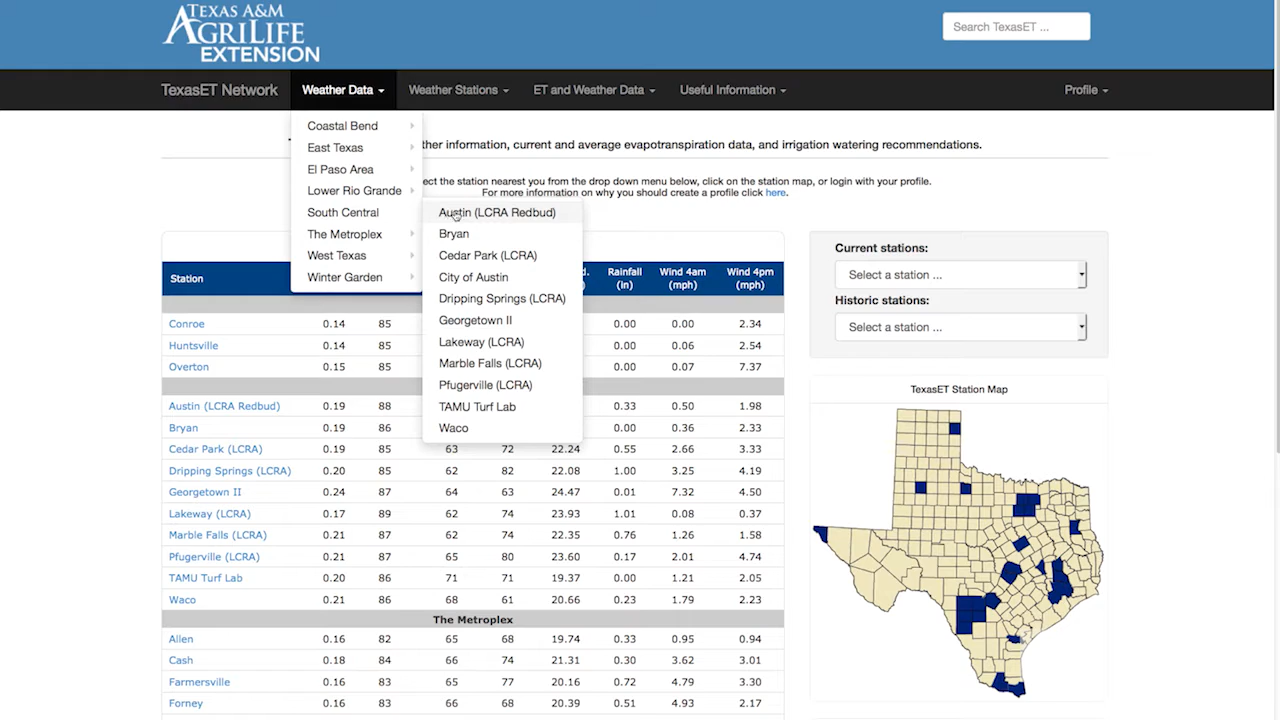 TEXAS A&M
AGRILIFE
EXTENSION
Search TexasET ...
TexasET Network Weather Data Weather Stations ET and Weather Data Useful Information Profile
Coastal Bend
East Texas
El Paso Area
Lower Rio Grande
South Central
The Metroplex
West Texas
Winter Garden
Austin (LCRA Redbud)
Bryan
Cedar Park (LCRA)
City of Austin
Dripping Springs (LCRA)
Georgetown II
Lakeway (LCRA)
Marble Falls (LCRA)
Pfugerville (LCRA)
TAMU Turf Lab
Waco
ther information, current and average evapotranspiration data, and irrigation watering recommendations.
ect the station nearest you from the drop down menu below, click on the station map, or login with your profile.
For more information on why you should create a profile click here.
Station Rainfall (in) Wind 4am (mph) Wind 4pm (mph)
Conroe 0.14 85 0.00 0.00 2.34
Huntsville 0.14 85 0.00 0.06 2.54
Overton 0.15 85 0.00 0.07 7.37
Austin (LCRA Redbud) 0.19 88 0.33 0.50 1.98
Bryan 0.19 86 0.00 0.36 2.33
Cedar Park (LCRA) 0.19 85 63 72 22.24 0.55 2.66 3.33
Dripping Springs (LCRA) 0.20 85 62 82 22.08 1.00 3.25 4.19
Georgetown II 0.24 87 64 63 24.47 0.01 7.32 4.50
Lakeway (LCRA) 0.17 89 62 74 23.93 1.01 0.08 0.37
Marble Falls (LCRA) 0.21 87 62 74 22.35 0.76 1.26 1.58
Pfugerville (LCRA) 0.21 87 65 80 23.60 0.17 2.01 4.74
TAMU Turf Lab 0.20 86 71 71 19.37 0.00 1.21 2.05
Waco 0.21 86 68 61 20.66 0.23 1.79 2.23
The Metroplex
Allen 0.16 82 65 68 19.74 0.33 0.95 0.94
Cash 0.18 84 66 74 21.31 0.30 3.62 3.01
Farmersville 0.16 83 65 77 20.16 0.72 4.79 3.30
Forney 0.16 83 66 68 20.39 0.51 4.93 2.17
Current stations:
Select a station ...
Historic stations:
Select a station ...
TexasET Station Map